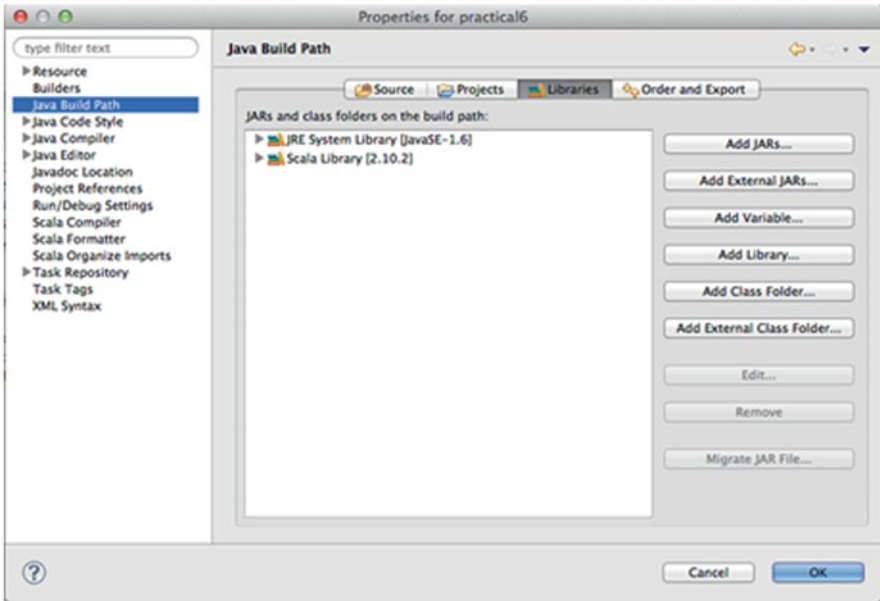 Properties for practical6
type filter text
Resource
Builders
Java Build Path
Java Code Style
Java Compiler
Java Editor
Javadoc Location
Project References
Run/Debug Settings
Scala Compiler
Scala Formatter
Scala Organize Imports
Task Repository
Task Tags
XML Syntax
Java Build Path
Source
Projects
Libraries
Order and Export
JARs and class folders on the build path:
JRE System Library [JavaSE-1.6]
Scala Library [2.10.2]
Add JARs...
Add External JARs...
Add Variable...
Add Library...
Add Class Folder...
Add External Class Folder...
Edit...
Remove
Migrate JAR File...
?
Cancel
OK